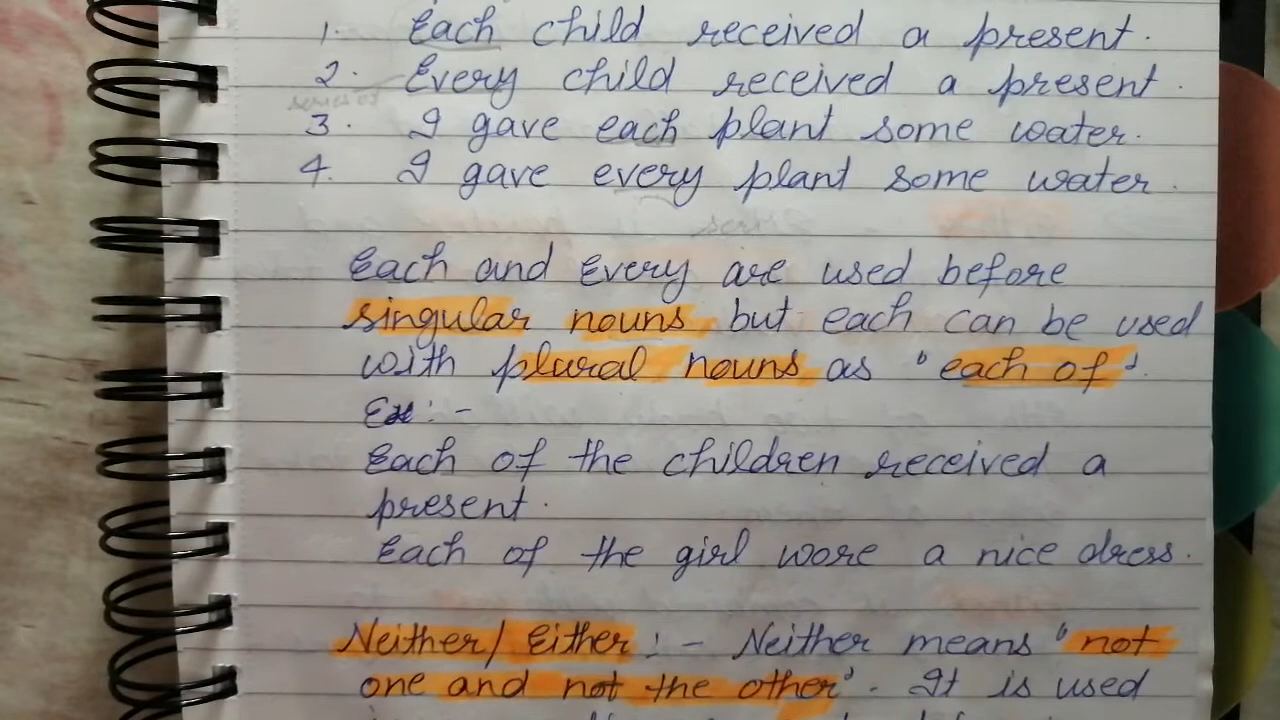 1. Each child received a present.
2. Every child received a present.
series of
3. I gave each plant some water.
4. I gave every plant some water.
Each and Every are used before
singular nouns but each can be used
with plural nouns as 'each of'.
Ex:-
Each of the children received a
present.
Each of the girl wore a nice dress.
Neither/Either :- Neither means 'not
one and not the other'. It is used